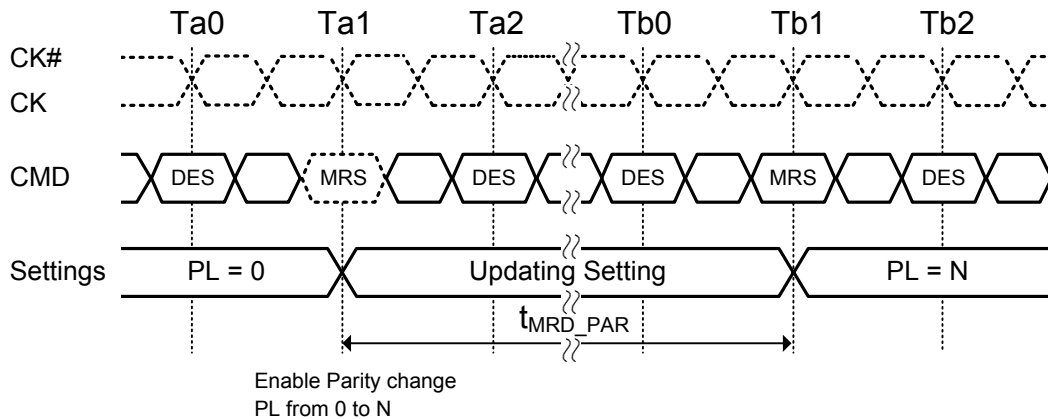 Ta0 Ta1 Ta2 Tb0 Tb1 Tb2
CK#
CK
CMD DES MRS DES DES MRS DES
Settings PL = 0 Updating Setting PL = N
tMRD_PAR
Enable Parity change
PL from 0 to N